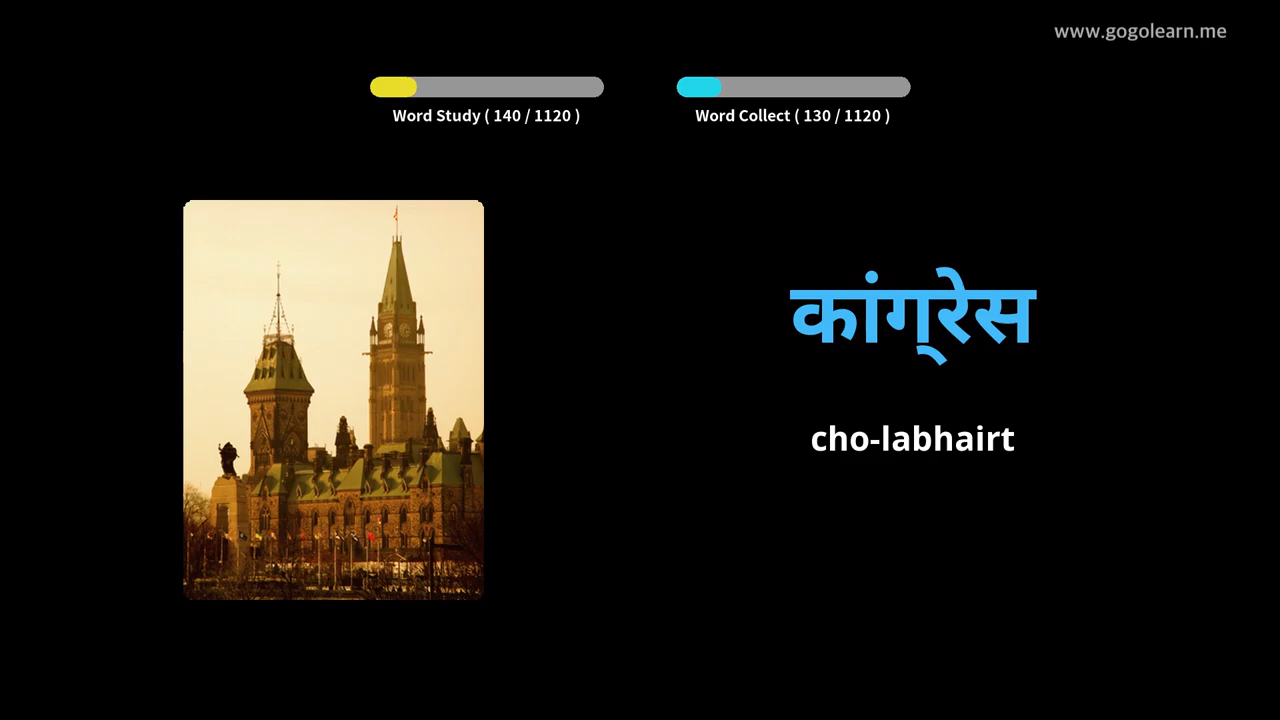 www.gogolearn.me
Word Study ( 140 / 1120 )
Word Collect ( 130 / 1120 )
कांग्रेस
cho-labhairt